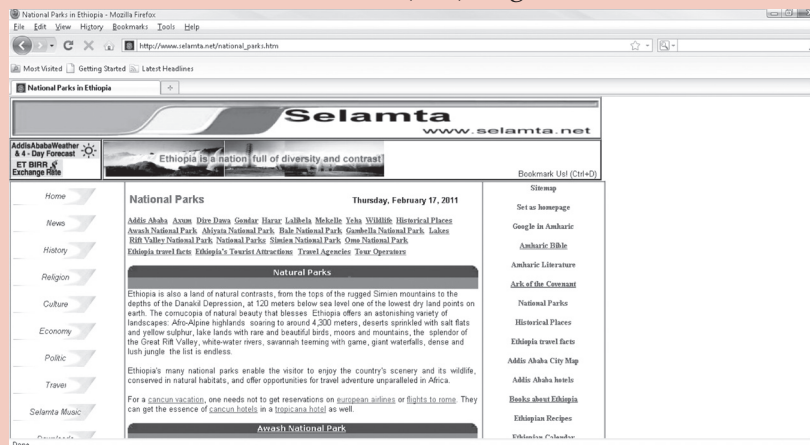 National Parks in Ethiopia - Mozilla Firefox
File Edit View History Bookmarks Tools Help
http://www.selamta.net/national_parks.htm
Most Visited Getting Started Latest Headlines
National Parks in Ethiopia
Selamta
www.selamta.net
AddisAbabaWeather
& 4 - Day Forecast
ET BIRR &
Exchange Rate
Ethiopia is a nation full of diversity and contrast
Bookmark Us! (Ctrl+D)
Home
News
History
Religion
Culture
Economy
Politic
Travel
Selamta Music
Downloads
National Parks
Thursday, February 17, 2011
Addis Ababa Axum Dire Dawa Gondar Harar Lalibela Mekelle Yeha Wildlife Historical Places
Awash National Park Abiyata National Park Bale National Park Gambella National Park Lakes
Rift Valley National Park National Parks Simien National Park Omo National Park
Ethiopia travel facts Ethiopia's Tourist Attractions Travel Agencies Tour Operators
Natural Parks
Ethiopia is also a land of natural contrasts, from the tops of the rugged Simien mountains to the
depths of the Danakil Depression, at 120 meters below sea level one of the lowest dry land points on
earth. The cornucopia of natural beauty that blesses Ethiopia offers an astonishing variety of
landscapes: Afro-Alpine highlands soaring to around 4,300 meters, deserts sprinkled with salt flats
and yellow sulphur, lake lands with rare and beautiful birds, moors and mountains, the splendor of
the Great Rift Valley, white-water rivers, savannah teeming with game, giant waterfalls, dense and
lush jungle the list is endless.
Ethiopia's many national parks enable the visitor to enjoy the country's scenery and its wildlife,
conserved in natural habitats, and offer opportunities for travel adventure unparalleled in Africa.
For a cancun vacation, one needs not to get reservations on european airlines or flights to rome. They
can get the essence of cancun hotels in a tropicana hotel as well.
Awash National Park
Sitemap
Set as homepage
Google in Amharic
Amharic Bible
Amharic Literature
Ark of the Covenant
National Parks
Historical Places
Ethiopia travel facts
Addis Ababa City Map
Addis Ababa hotels
Books about Ethiopia
Ethiopian Recipes
Ethiopian Calendar
Done